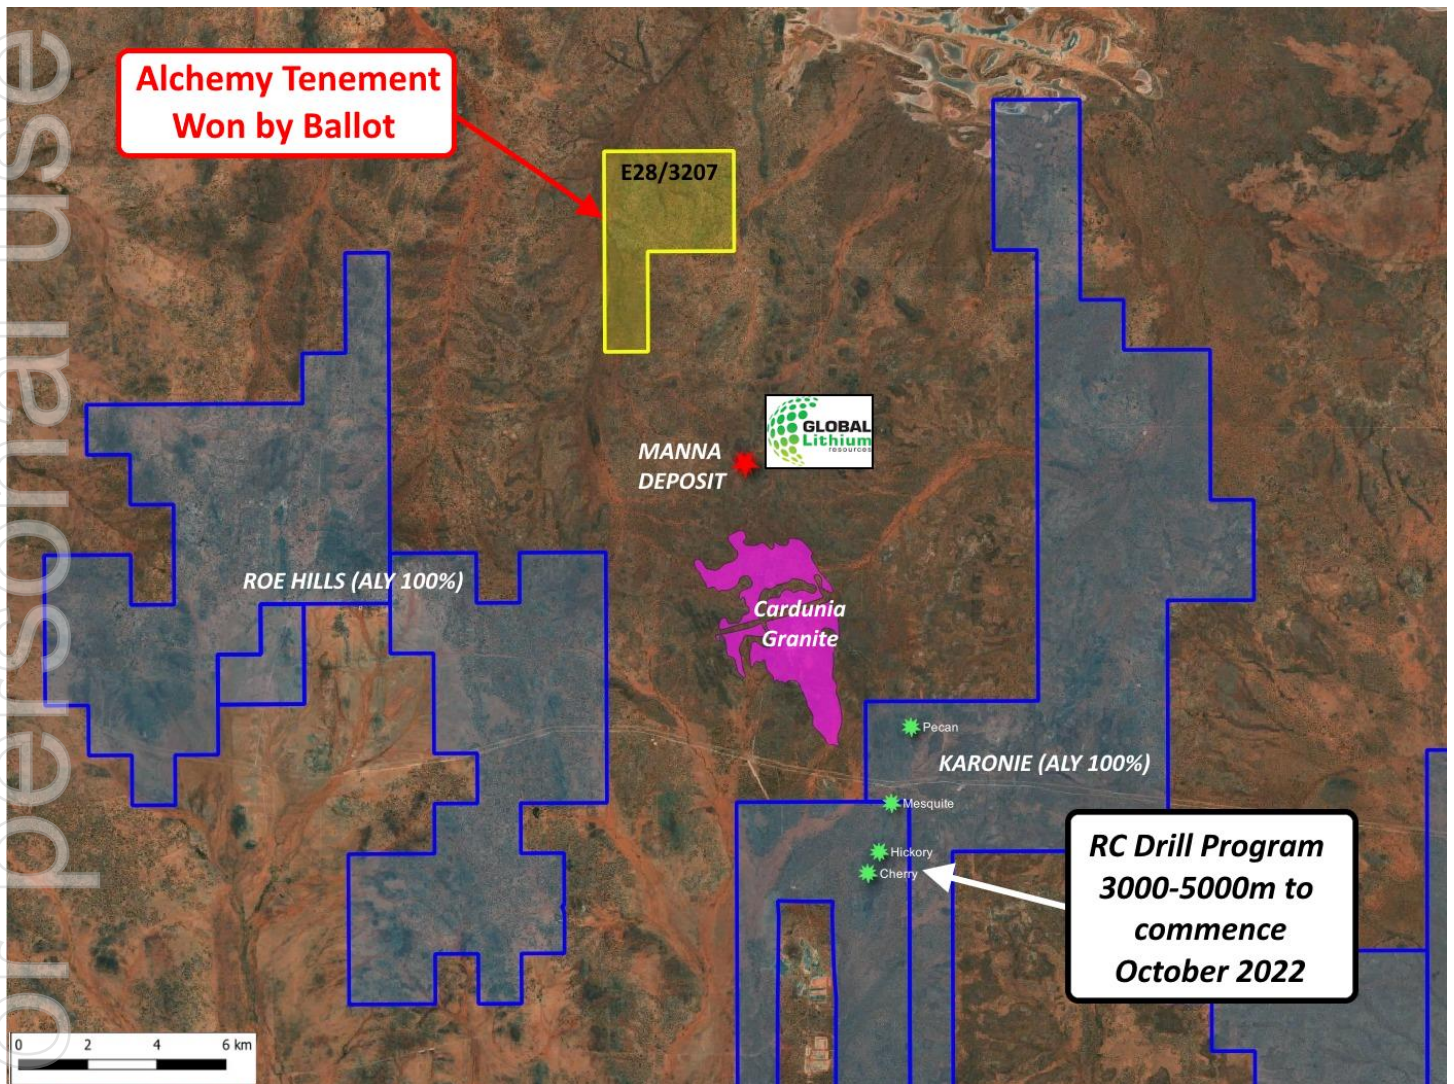 For personal use
Alchemy Tenement
Won by Ballot
E28/3207
GLOBAL
Lithium
resources
MANNA
DEPOSIT
ROE HILLS (ALY 100%)
Cardunia
Granite
Pecan
KARONIE (ALY 100%)
Mesquite
Hickory
Cherry
RC Drill Program
3000-5000m to
commence
October 2022
0 2 4 6 km